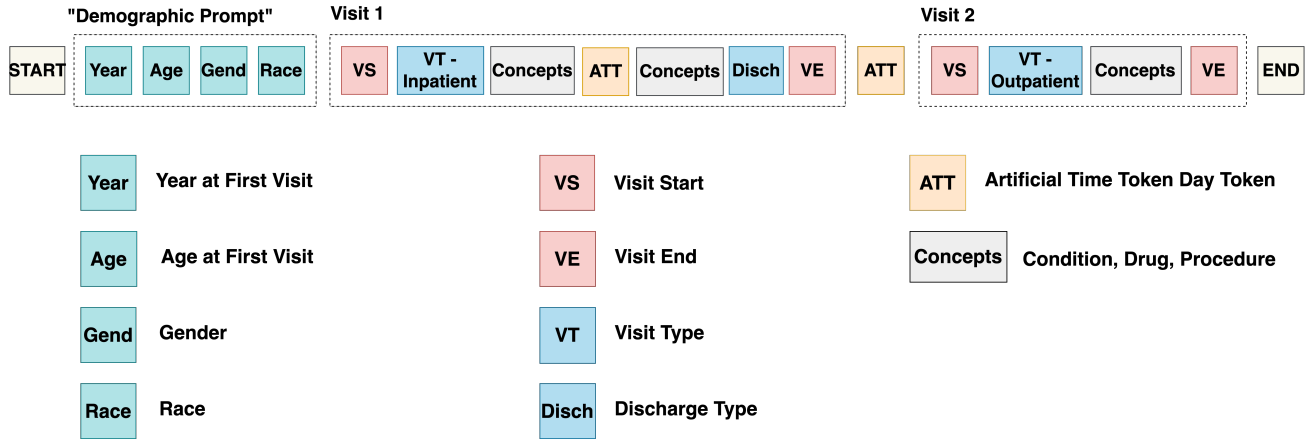 "Demographic Prompt" Visit 1 Visit 2
START Year Age Gend Race VS VT - Inpatient Concepts ATT Concepts Disch VE ATT VS VT - Outpatient Concepts VE END
Year Year at First Visit VS Visit Start ATT Artificial Time Token Day Token
Age Age at First Visit VE Visit End Concepts Condition, Drug, Procedure
Gend Gender VT Visit Type
Race Race Disch Discharge Type